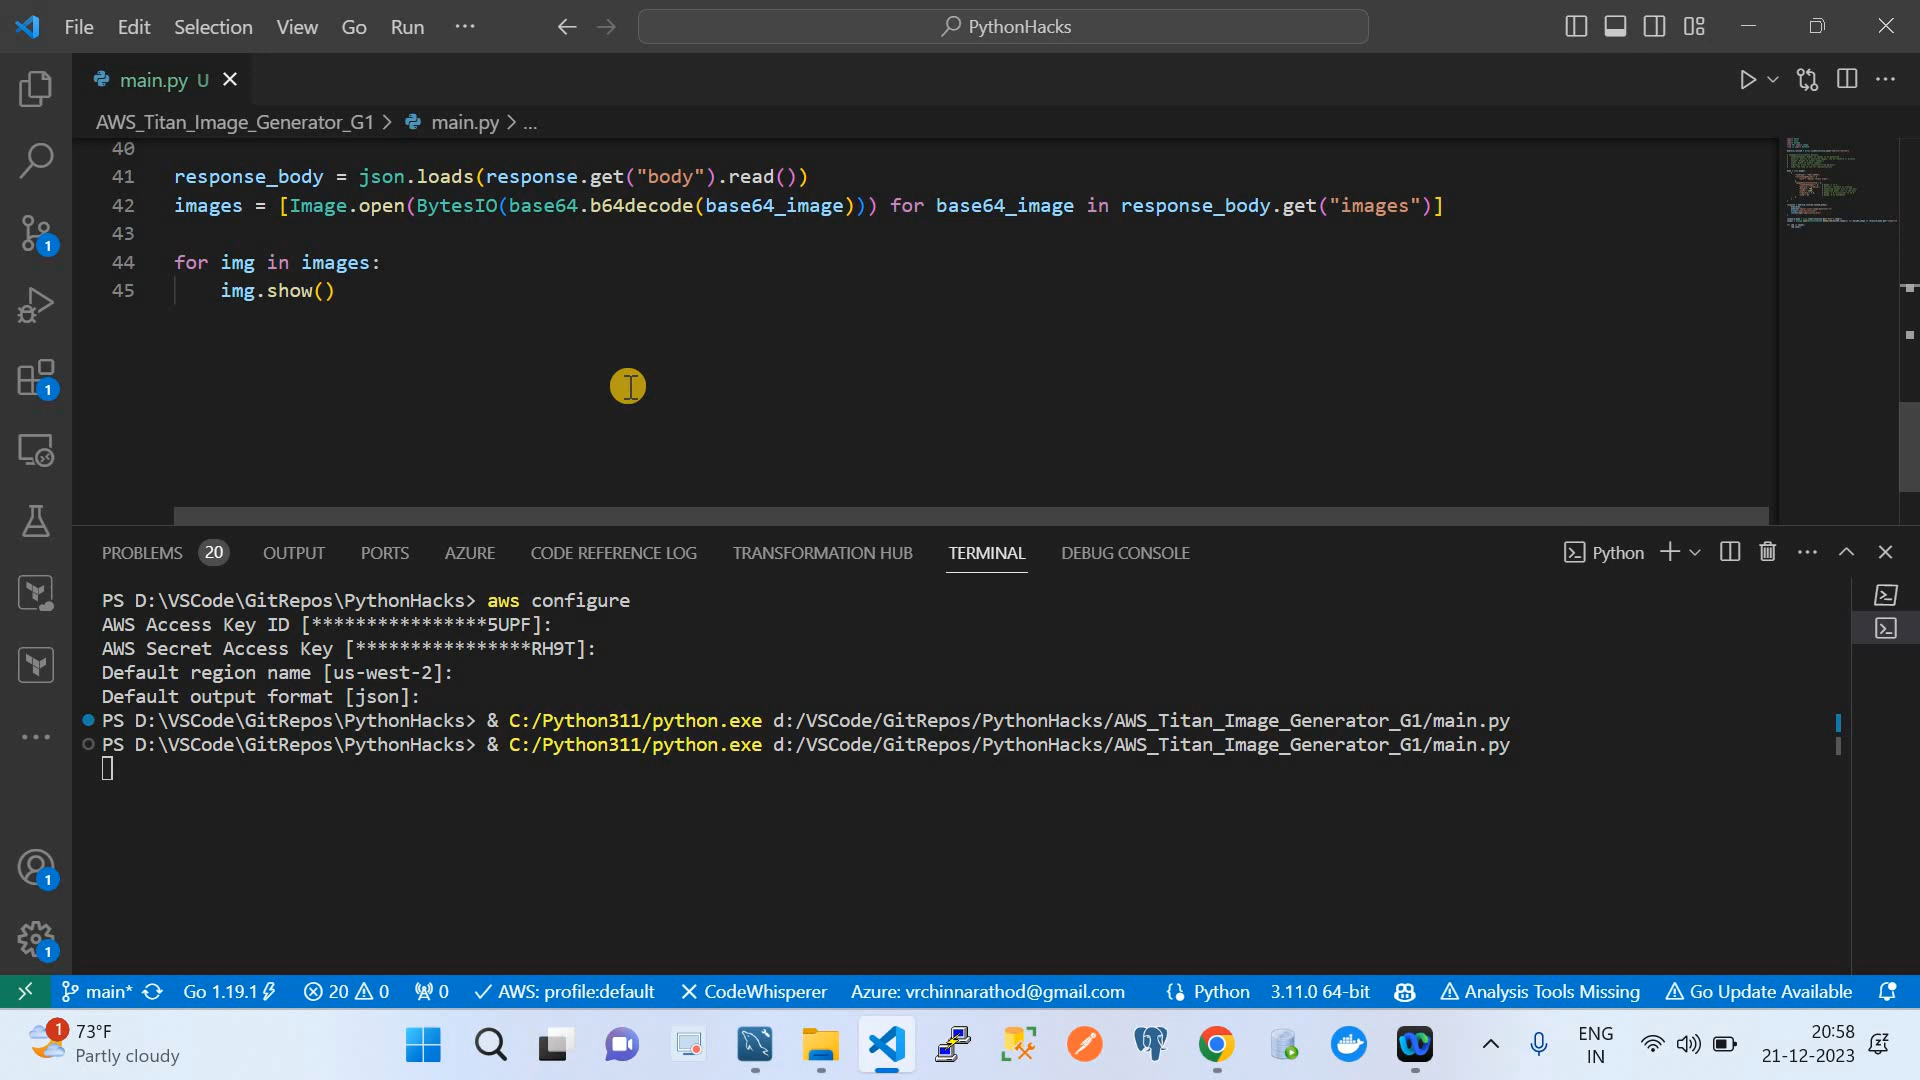 File Edit Selection View Go Run ···
PythonHacks
main.py U
AWS_Titan_Image_Generator_G1 > main.py > ...
40
41 response_body = json.loads(response.get("body").read())
42 images = [Image.open(BytesIO(base64.b64decode(base64_image))) for base64_image in response_body.get("images")]
43
44 for img in images:
45 img.show()
PROBLEMS 20 OUTPUT PORTS AZURE CODE REFERENCE LOG TRANSFORMATION HUB TERMINAL DEBUG CONSOLE Python
PS D:\VSCode\GitRepos\PythonHacks> aws configure
AWS Access Key ID [****************5UPF]:
AWS Secret Access Key [****************RH9T]:
Default region name [us-west-2]:
Default output format [json]:
PS D:\VSCode\GitRepos\PythonHacks> & C:/Python311/python.exe d:/VSCode/GitRepos/PythonHacks/AWS_Titan_Image_Generator_G1/main.py
PS D:\VSCode\GitRepos\PythonHacks> & C:/Python311/python.exe d:/VSCode/GitRepos/PythonHacks/AWS_Titan_Image_Generator_G1/main.py
1
1
1
1
main* Go 1.19.1 20 0 0 AWS: profile:default CodeWhisperer Azure: vrchinnarathod@gmail.com Python 3.11.0 64-bit Analysis Tools Missing Go Update Available
1 73°F
Partly cloudy
ENG
IN
20:58
21-12-2023